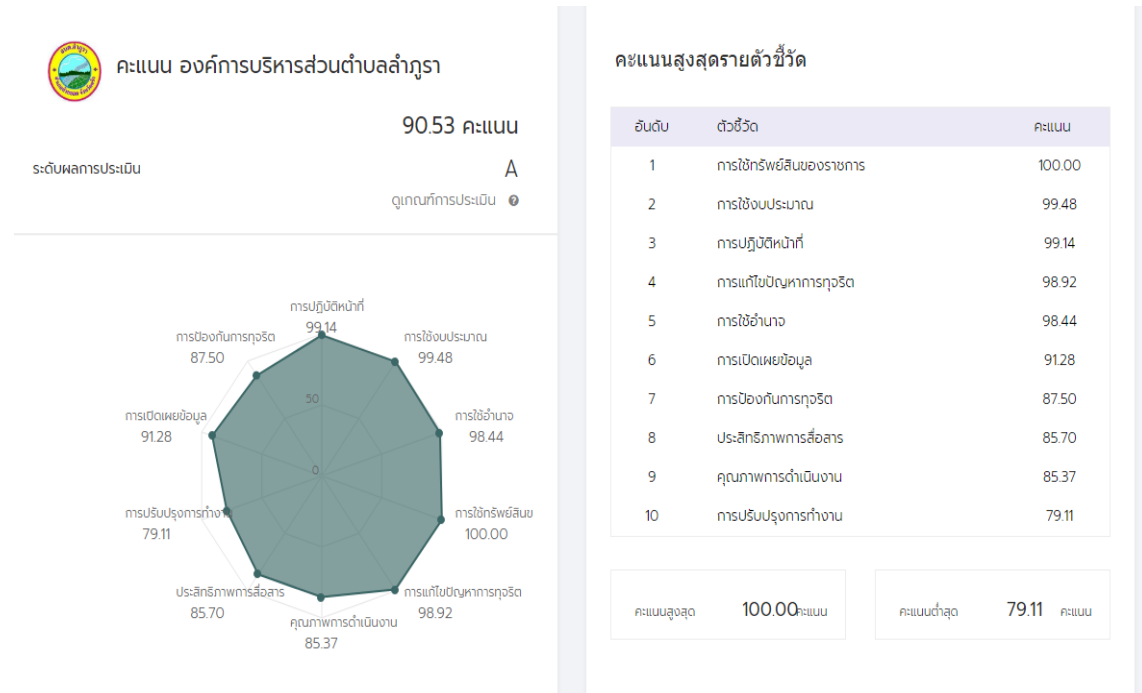 คะแนน องค์การบริหารส่วนตำบลลำภูรา
90.53 คะแนน
ระดับผลการประเมิน A
ดูเกณฑ์การประเมิน
การปฏิบัติหน้าที่
99.14
การป้องกันการทุจริต
87.50
การใช้งบประมาณ
99.48
50
การเปิดเผยข้อมูล
91.28
การใช้อำนาจ
98.44
0
การปรับปรุงการทำงาน
79.11
การใช้ทรัพย์สินข
100.00
ประสิทธิภาพการสื่อสาร
85.70
การแก้ไขปัญหาการทุจริต
98.92
คุณภาพการดำเนินงาน
85.37
คะแนนสูงสุดรายตัวชี้วัด
อันดับ ตัวชี้วัด คะแนน
1 การใช้ทรัพย์สินของราชการ 100.00
2 การใช้งบประมาณ 99.48
3 การปฏิบัติหน้าที่ 99.14
4 การแก้ไขปัญหาการทุจริต 98.92
5 การใช้อำนาจ 98.44
6 การเปิดเผยข้อมูล 91.28
7 การป้องกันการทุจริต 87.50
8 ประสิทธิภาพการสื่อสาร 85.70
9 คุณภาพการดำเนินงาน 85.37
10 การปรับปรุงการทำงาน 79.11
คะแนนสูงสุด 100.00คะแนน
คะแนนต่ำสุด 79.11 คะแนน